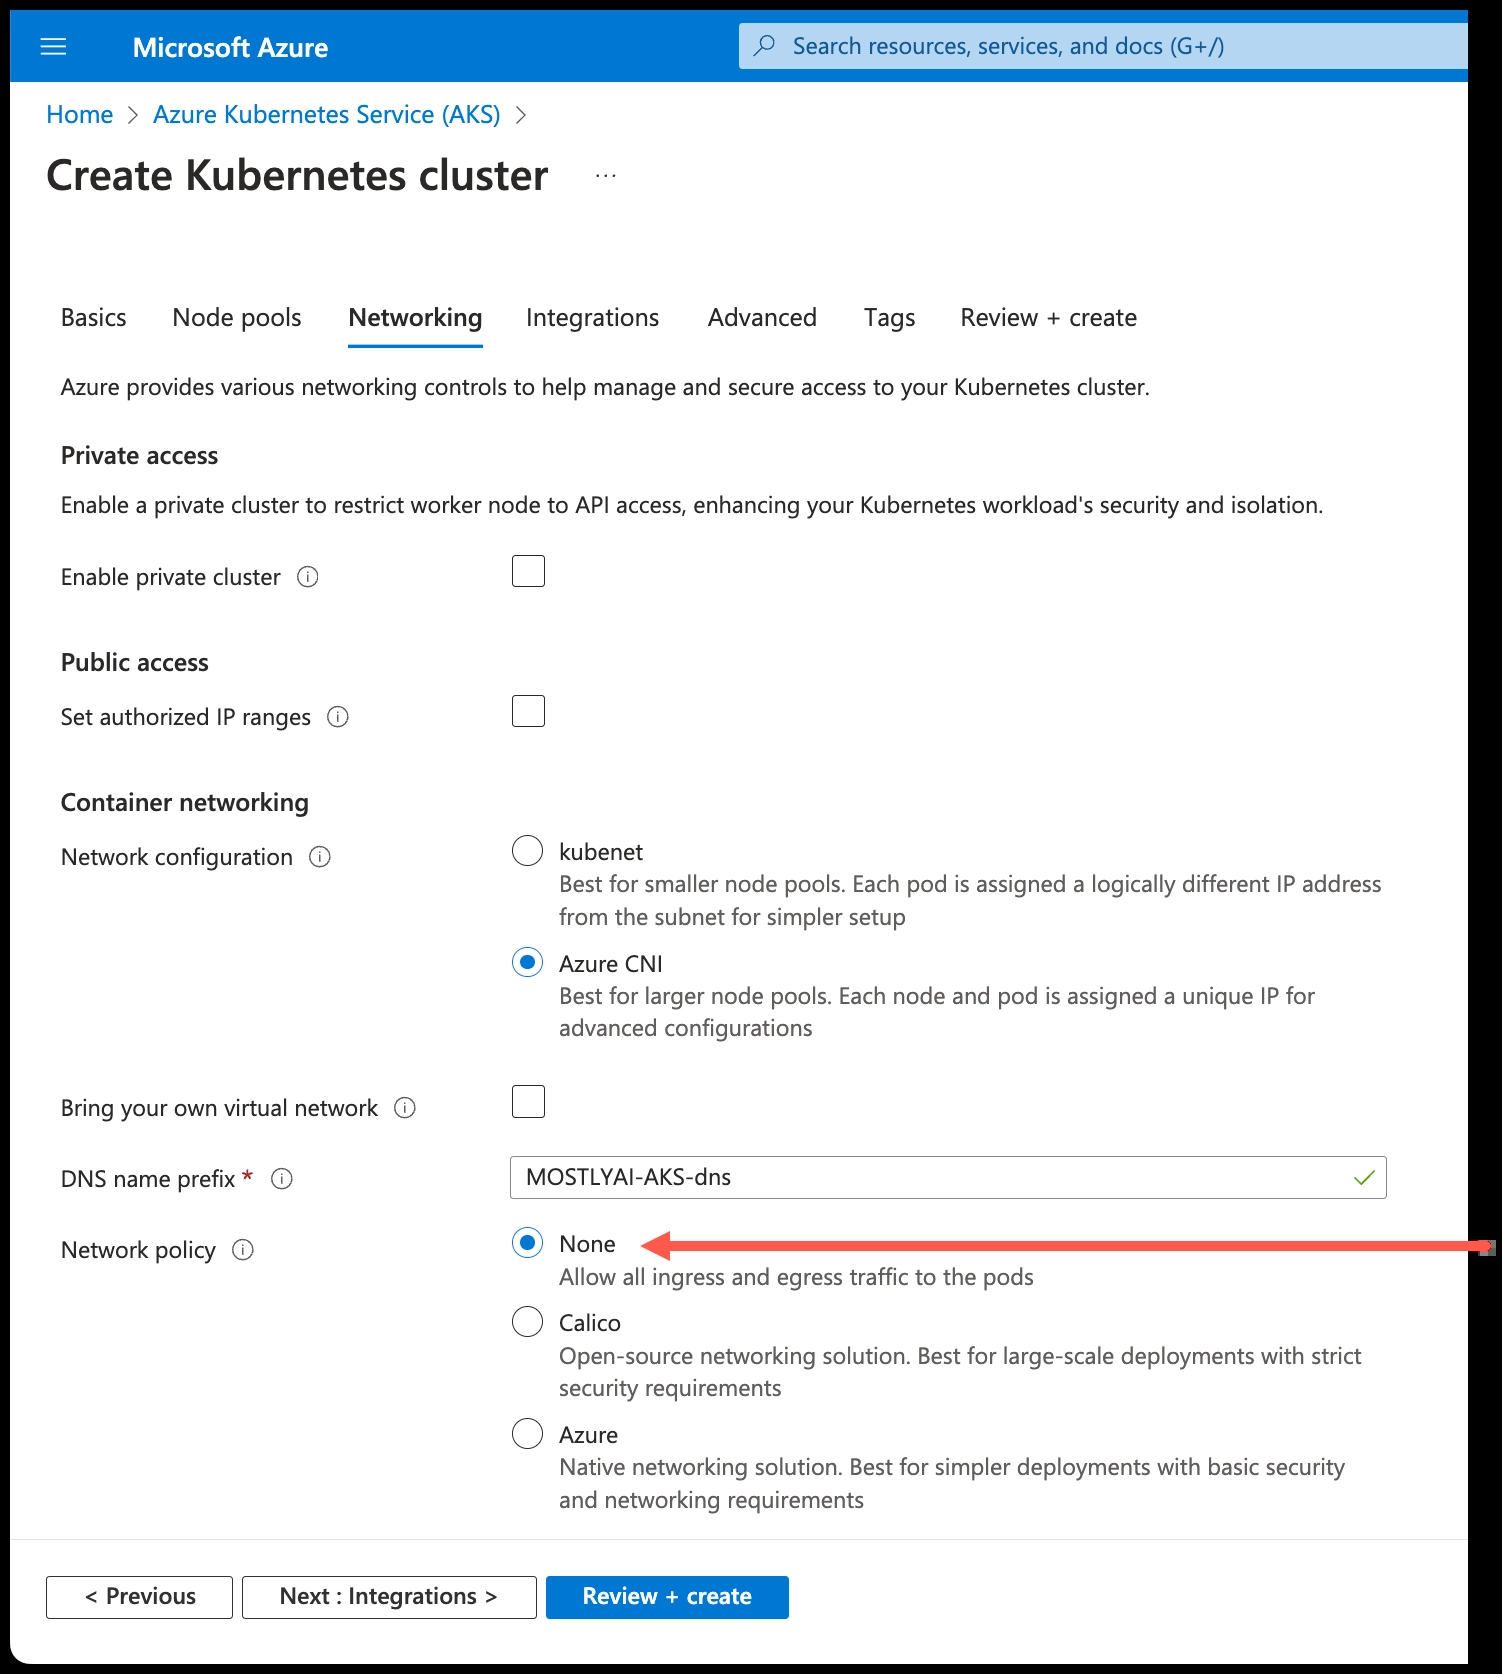 Microsoft Azure
Search resources, services, and docs (G+/)
Home > Azure Kubernetes Service (AKS) >
Create Kubernetes cluster ...
Basics Node pools Networking Integrations Advanced Tags Review + create
Azure provides various networking controls to help manage and secure access to your Kubernetes cluster.
Private access
Enable a private cluster to restrict worker node to API access, enhancing your Kubernetes workload's security and isolation.
Enable private cluster
Public access
Set authorized IP ranges
Container networking
Network configuration
kubenet
Best for smaller node pools. Each pod is assigned a logically different IP address
from the subnet for simpler setup
Azure CNI
Best for larger node pools. Each node and pod is assigned a unique IP for
advanced configurations
Bring your own virtual network
DNS name prefix *
MOSTLYAI-AKS-dns
Network policy
None
Allow all ingress and egress traffic to the pods
Calico
Open-source networking solution. Best for large-scale deployments with strict
security requirements
Azure
Native networking solution. Best for simpler deployments with basic security
and networking requirements
< Previous
Next : Integrations >
Review + create